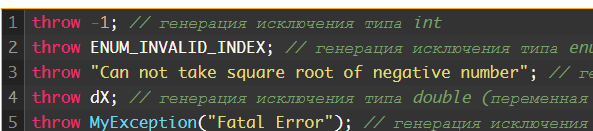 1 throw -1; // генерация исключения типа int
2 throw ENUM_INVALID_INDEX; // генерация исключения типа enu
3 throw "Can not take square root of negative number"; // ге
4 throw dX; // генерация исключения типа double (переменная
5 throw MyException("Fatal Error"); // генерация исключения